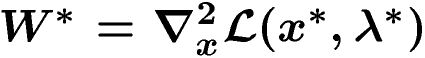 W* = ∇²ₓℒ(x*, λ*)